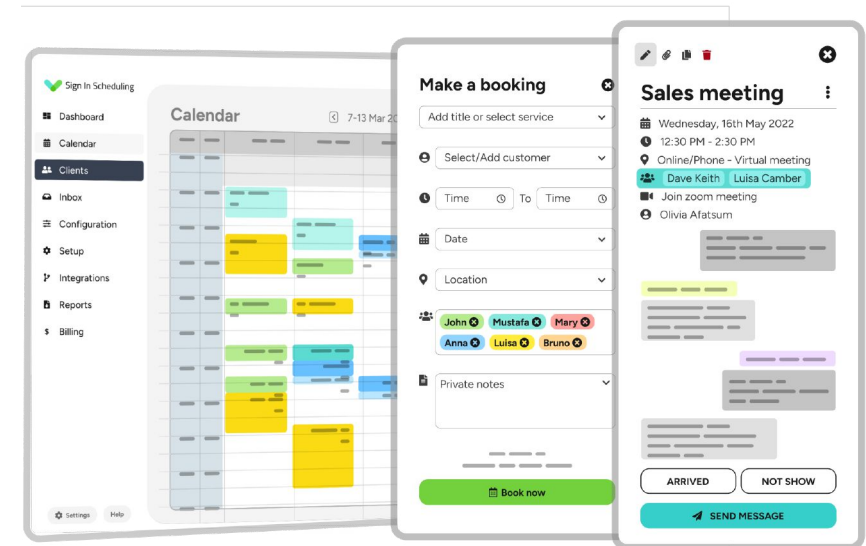 Sign In Scheduling
Dashboard
Calendar
Clients
Inbox
Configuration
Setup
Integrations
Reports
$ Billing
Settings Help
Calendar
7-13 Mar 20
Make a booking
Add title or select service
Select/Add customer
Time To Time
Date
Location
John Mustafa Mary
Anna Luisa Bruno
Private notes
Book now
Sales meeting
Wednesday, 16th May 2022
12:30 PM - 2:30 PM
Online/Phone - Virtual meeting
Dave Keith Luisa Camber
Join zoom meeting
Olivia Afatsum
ARRIVED NOT SHOW
SEND MESSAGE